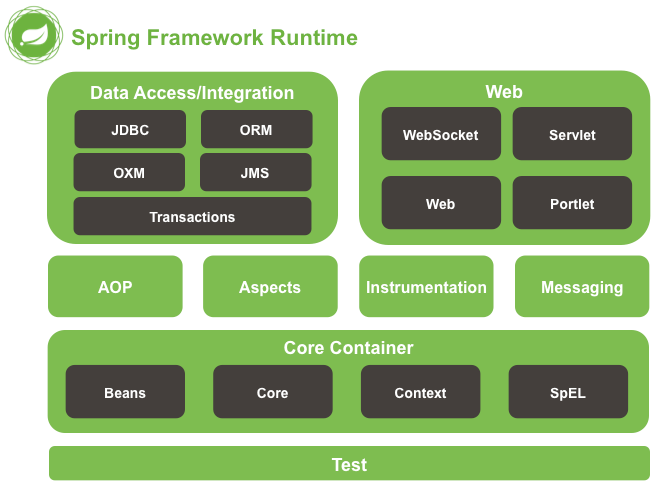 Spring Framework Runtime
Data Access/Integration
JDBC
ORM
OXM
JMS
Transactions
Web
WebSocket
Servlet
Web
Portlet
AOP
Aspects
Instrumentation
Messaging
Core Container
Beans
Core
Context
SpEL
Test